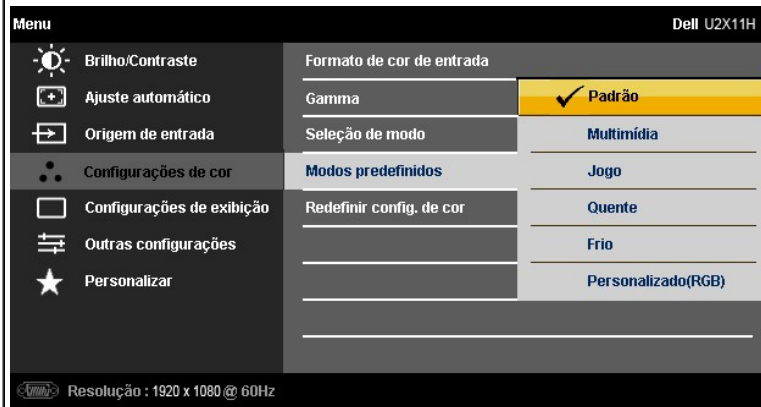 Menu Dell U2X11H
Brilho/Contraste
Ajuste automático
Origem de entrada
Configurações de cor
Configurações de exibição
Outras configurações
Personalizar
Formato de cor de entrada
Gamma
Seleção de modo
Modos predefinidos
Redefinir config. de cor
Padrão
Multimídia
Jogo
Quente
Frio
Personalizado(RGB)
Resolução : 1920 x 1080 @ 60Hz